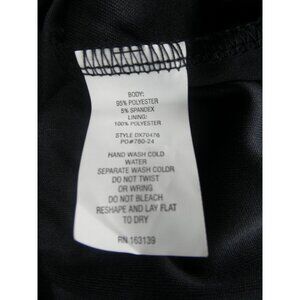 BODY:
95% POLYESTER
5% SPANDEX
LINING:
100% POLYESTER
STYLE DX70476
PO#780-24
HAND WASH COLD
WATER
SEPARATE WASH COLOR
DO NOT TWIST
OR WRING
DO NOT BLEACH
RESHAPE AND LAY FLAT
TO DRY
RN 163139